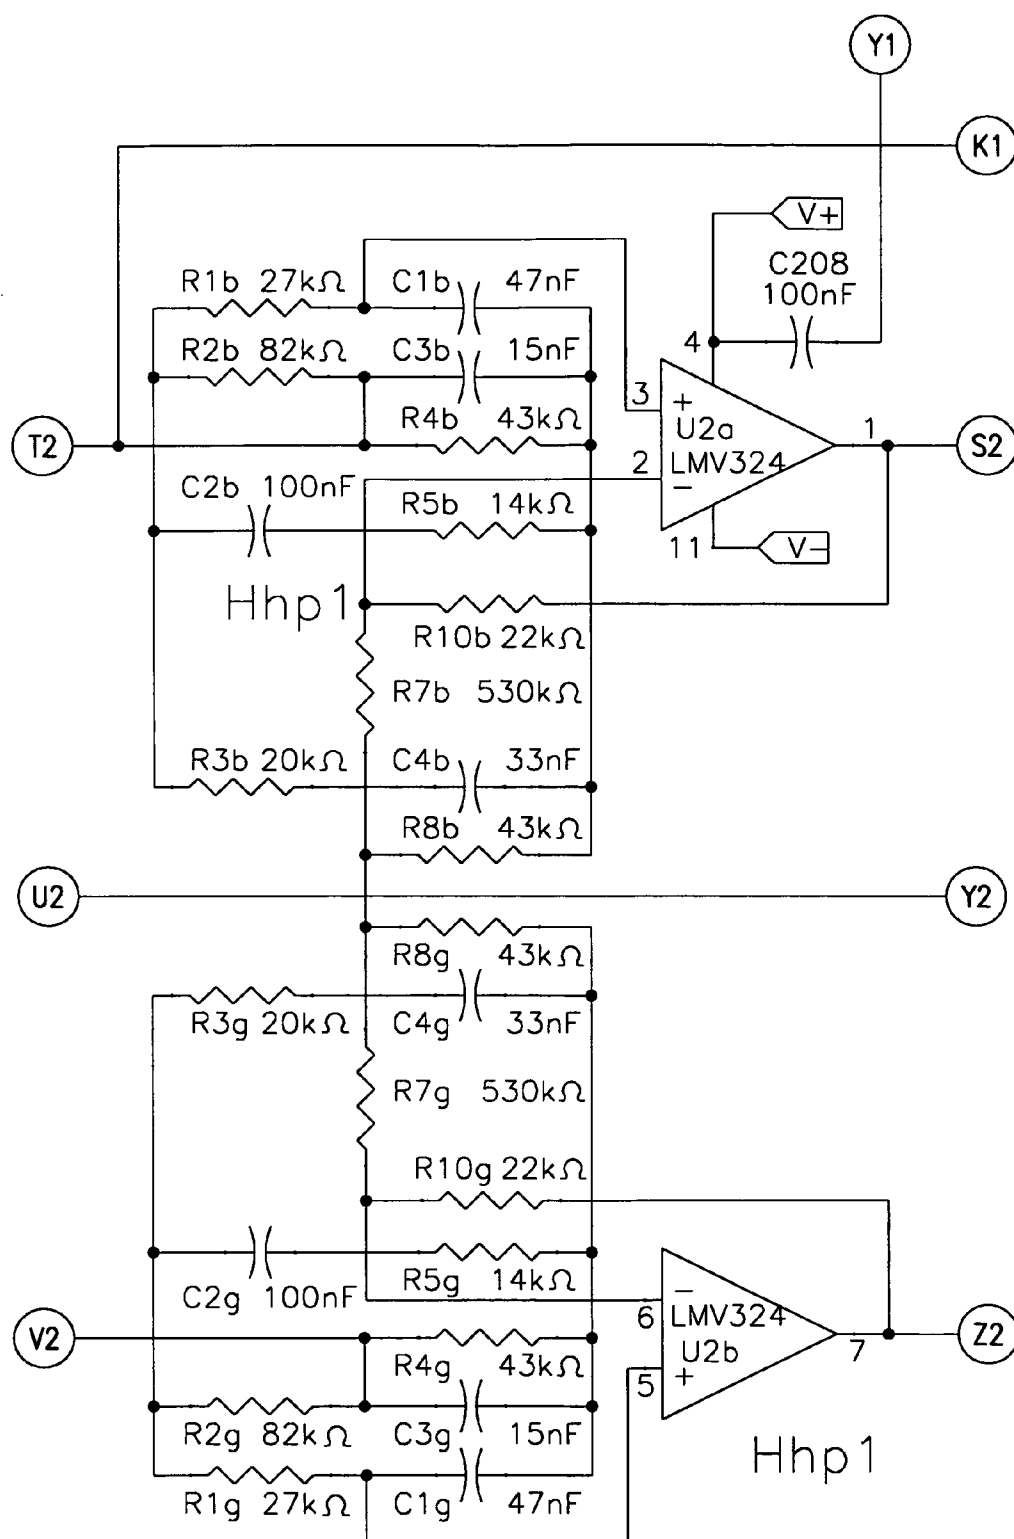 Y1
K1
V+
C208
100nF
R1b 27kΩ C1b 47nF
R2b 82kΩ C3b 15nF
4
3
+
R4b 43kΩ
U2a
1
T2
S2
2
LMV324
−
C2b 100nF
R5b 14kΩ
11
V−
Hhp1
R10b 22kΩ
R7b 530kΩ
R3b 20kΩ C4b 33nF
R8b 43kΩ
U2
Y2
R8g 43kΩ
R3g 20kΩ C4g 33nF
R7g 530kΩ
R10g 22kΩ
R5g 14kΩ
C2g 100nF
−
6
LMV324
V2
Z2
7
R4g 43kΩ
U2b
5
+
R2g 82kΩ C3g 15nF
Hhp1
R1g 27kΩ C1g 47nF